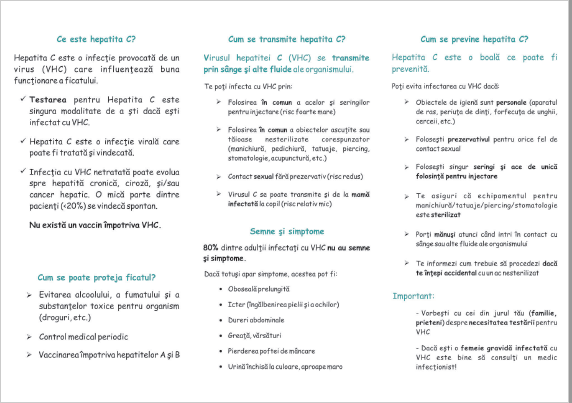 Ce este hepatita C?
Hepatita C este o infecție provocată de un
virus (VHC) care influențează buna
funcționare a ficatului.
✓ Testarea pentru Hepatita C este
singura modalitate de a ști dacă ești
infectat cu VHC.
✓ Hepatita C este o infecție virală care
poate fi tratată și vindecată.
✓ Infecția cu VHC netratată poate evolua
spre hepatită cronică, ciroză, și/sau
cancer hepatic. O mică parte dintre
pacienți (<20%) se vindecă spontan.
Nu există un vaccin împotriva VHC.
Cum se poate proteja ficatul?
➢ Evitarea alcoolului, a fumatului și a
substanțelor toxice pentru organism
(droguri, etc.)
➢ Control medical periodic
➢ Vaccinarea împotriva hepatitelor A și B
Cum se transmite hepatita C?
Virusul hepatitei C (VHC) se transmite
prin sânge și alte fluide ale organismului.
Te poți infecta cu VHC prin:
➢ Folosirea în comun a acelor și seringilor
pentru injectare (risc foarte mare)
➢ Folosirea în comun a obiectelor ascuțite sau
tăioase nesterilizate corespunzător
(manichiură, pedichiură, tatuaje, piercing,
stomatologie, acupunctură, etc.)
➢ Contact sexual fără prezervativ (risc redus)
➢ Virusul C se poate transmite și de la mamă
infectată la copil (risc relativ mic)
Semne și simptome
80% dintre adulții infectați cu VHC nu au semne
și simptome.
Dacă totuși apar simptome, acestea pot fi:
• Oboseală prelungită
• Icter (îngălbenirea pielii și a ochilor)
• Dureri abdominale
• Greață, vărsături
• Pierderea poftei de mâncare
• Urină închisă la culoare, aproape maro
Cum se previne hepatita C?
Hepatita C este o boală ce poate fi
prevenită.
Poți evita infectarea cu VHC dacă:
➢ Obiectele de igienă sunt personale (aparatul
de ras, periuța de dinți, forfecuța de unghii,
cercei, etc.)
➢ Folosești prezervativul pentru orice fel de
contact sexual
➢ Folosești singur seringi și ace de unică
folosință pentru injectare
➢ Te asiguri că echipamentul pentru
manichiură/tatuaje/piercing/stomatologie
este sterilizat
➢ Porți mănuși atunci când intri în contact cu
sânge sau alte fluide ale organismului
➢ Te informezi cum trebuie să procedezi dacă
te înțepi accidental cu un ac nesterilizat
Important:
- Vorbești cu cei din jurul tău (familie,
prieteni) despre necesitatea testării pentru
VHC
- Dacă ești o femeie gravidă infectată cu
VHC este bine să consulți un medic
infecționist!